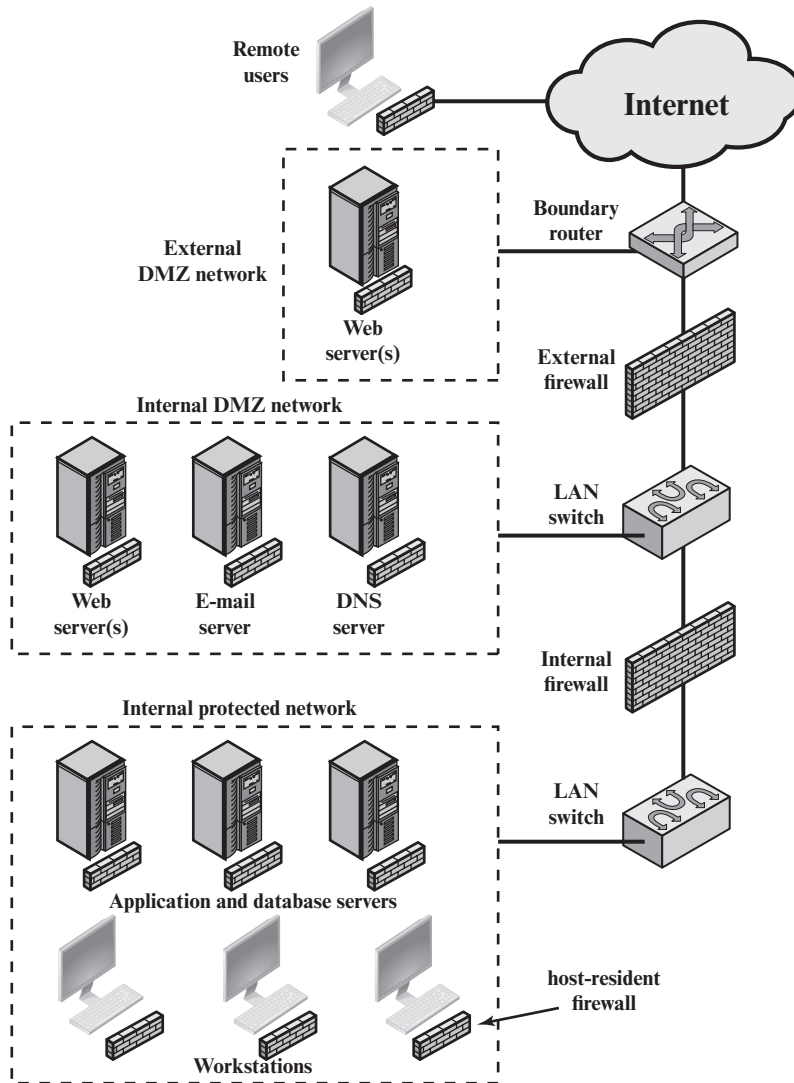 Remote
users
Internet
Boundary
router
External
DMZ network
Web
server(s)
External
firewall
Internal DMZ network
LAN
switch
Web
server(s)
E-mail
server
DNS
server
Internal
firewall
Internal protected network
LAN
switch
Application and database servers
host-resident
firewall
Workstations